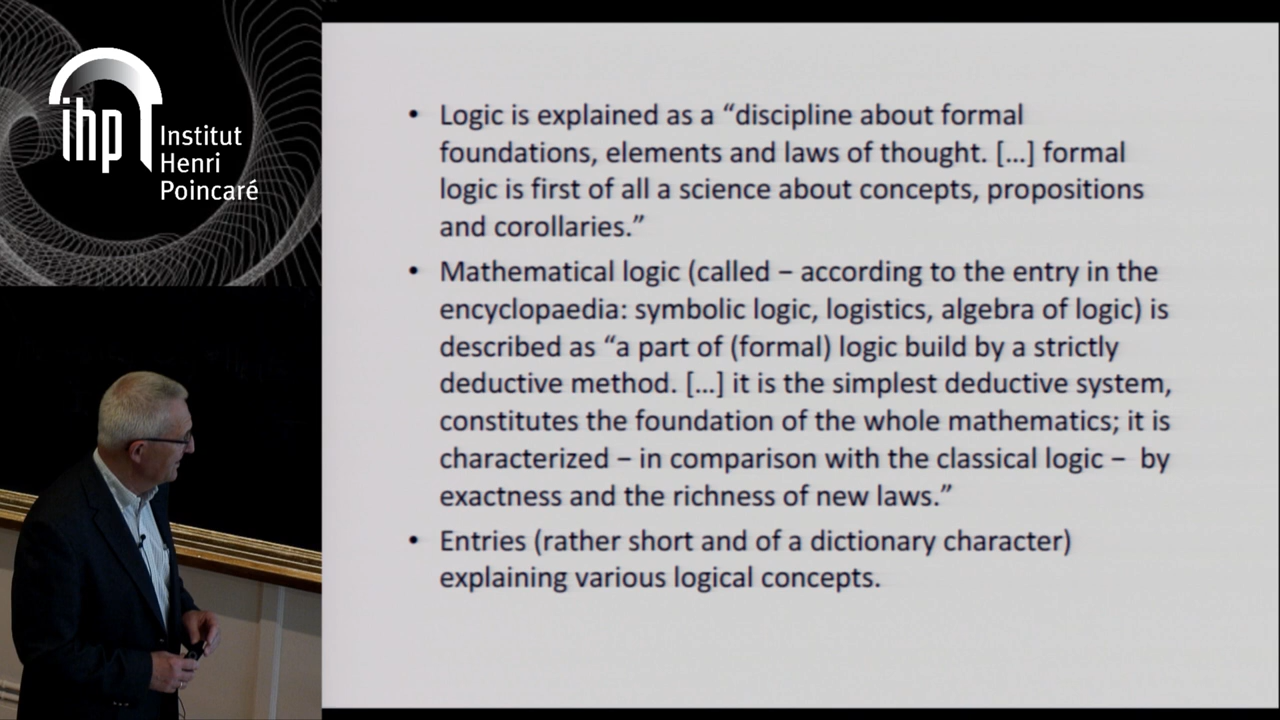 ihp
Institut
Henri
Poincaré
• Logic is explained as a “discipline about formal
foundations, elements and laws of thought. […] formal
logic is first of all a science about concepts, propositions
and corollaries.”
• Mathematical logic (called − according to the entry in the
encyclopaedia: symbolic logic, logistics, algebra of logic) is
described as “a part of (formal) logic build by a strictly
deductive method. […] it is the simplest deductive system,
constitutes the foundation of the whole mathematics; it is
characterized − in comparison with the classical logic − by
exactness and the richness of new laws.”
• Entries (rather short and of a dictionary character)
explaining various logical concepts.